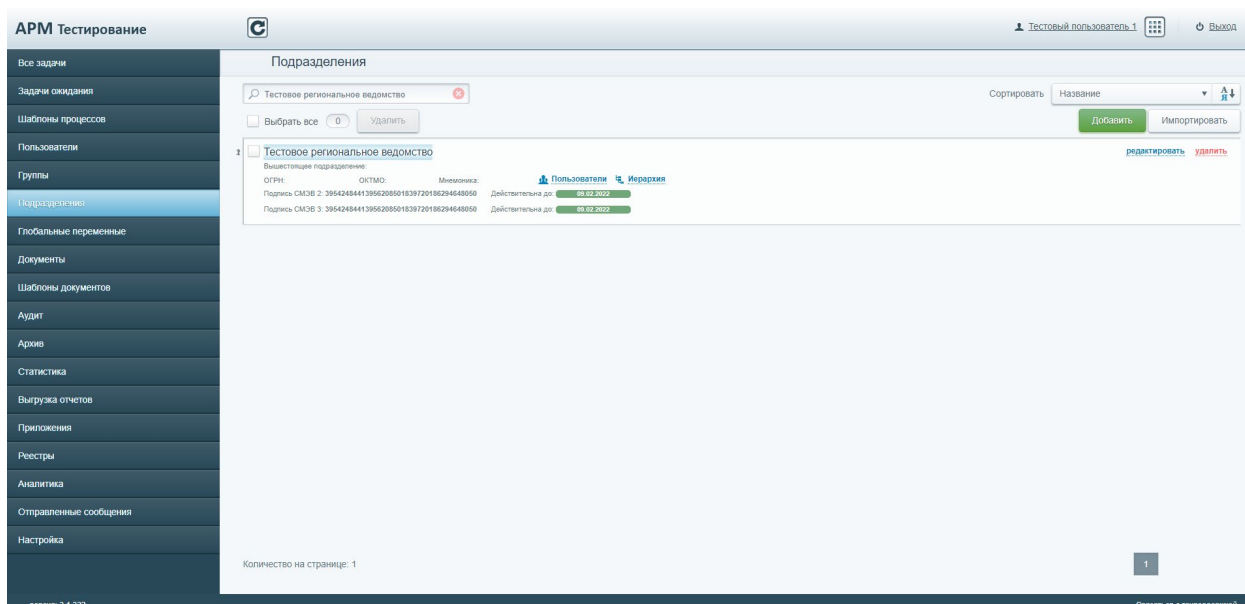 АРМ Тестирование
Тестовый пользователь 1
Выход
Все задачи
Задачи ожидания
Шаблоны процессов
Пользователи
Группы
Подразделения
Глобальные переменные
Документы
Шаблоны документов
Аудит
Архив
Статистика
Выгрузка отчетов
Приложения
Реестры
Аналитика
Отправленные сообщения
Настройка
Подразделения
Тестовое региональное ведомство
Сортировать Название
Выбрать все 0 Удалить
Добавить Импортировать
Тестовое региональное ведомство
редактировать удалить
Вышестоящее подразделение:
ОГРН: ОКТМО: Мнемоника: Пользователи Иерархия
Подпись СМЭВ 2: 39542484413956208501839720186294648050 Действительна до: 09.02.2022
Подпись СМЭВ 3: 39542484413956208501839720186294648050 Действительна до: 09.02.2022
Количество на странице: 1
1